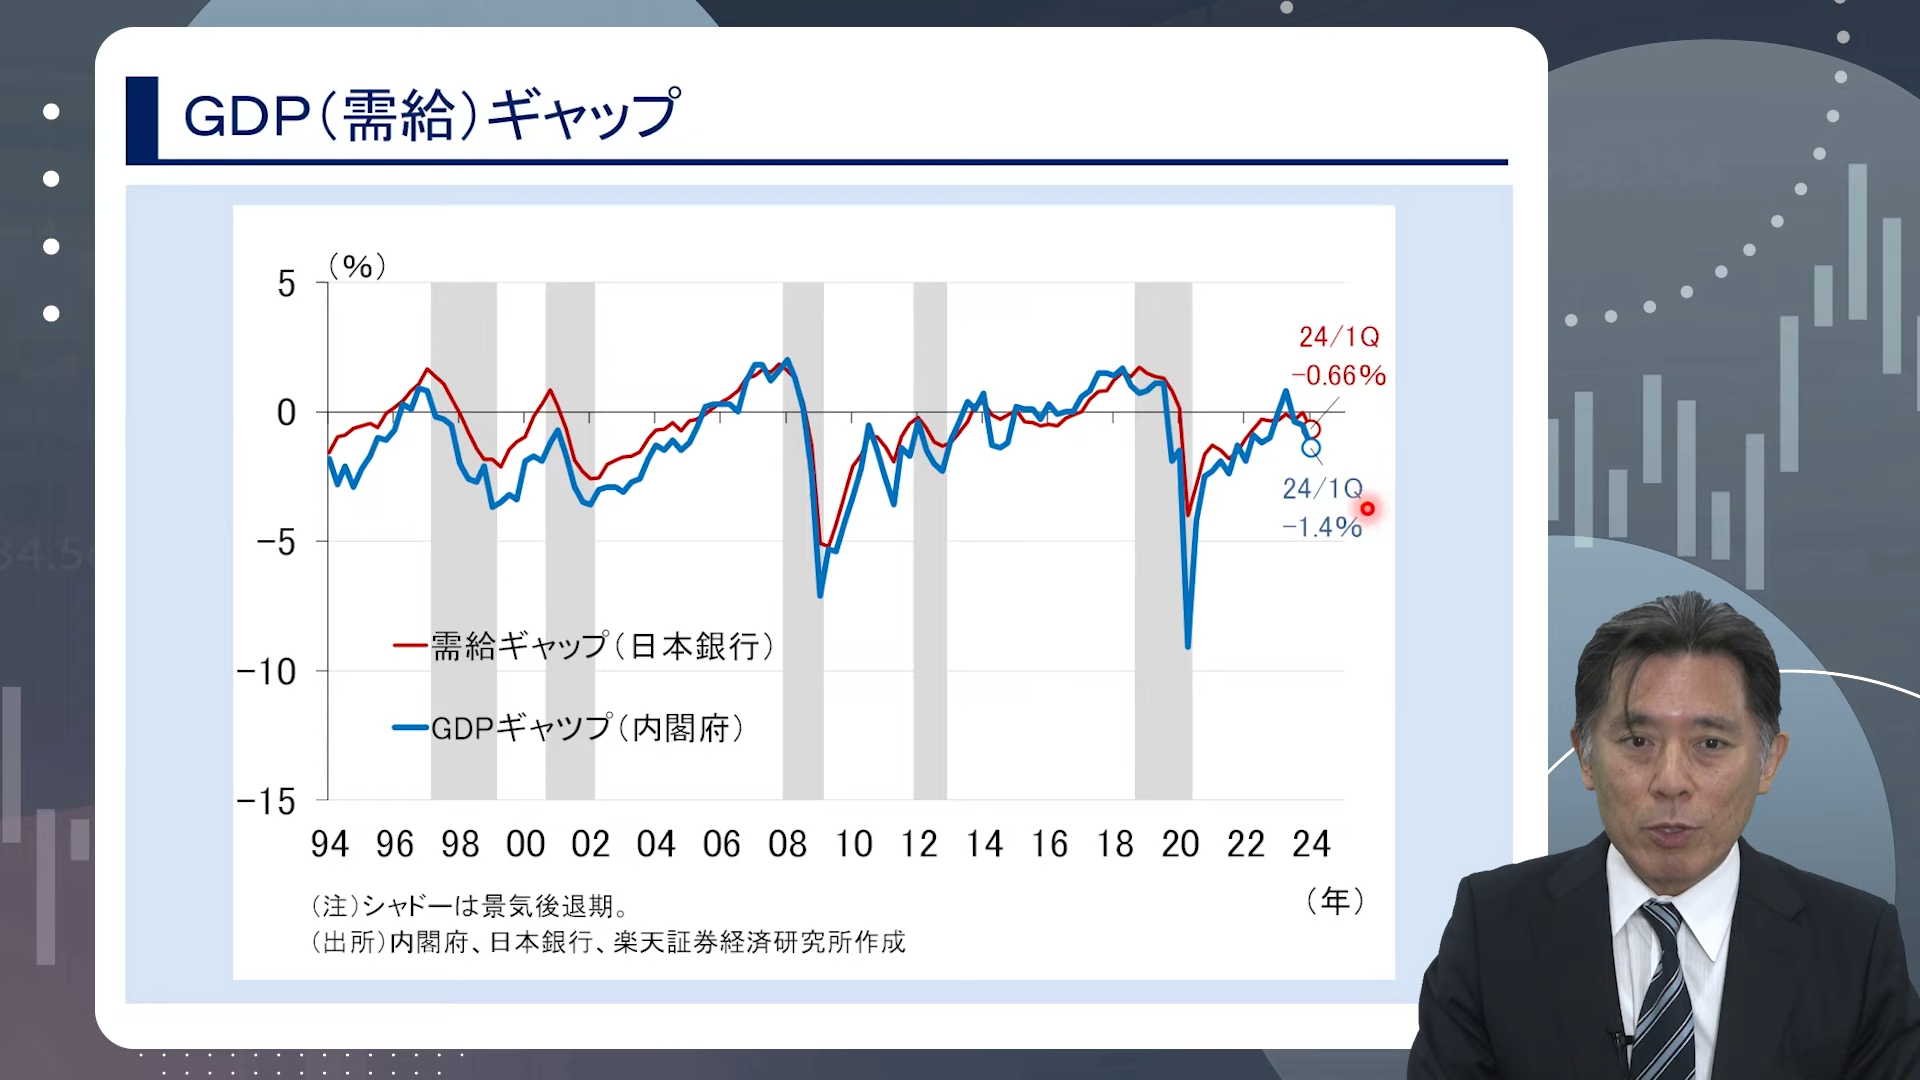 GDP（需給）ギャップ
（%）
5
0
−5
−10
−15
24/1Q
−0.66%
24/1Q
−1.4%
需給ギャップ（日本銀行）
GDPギャツプ（内閣府）
94 96 98 00 02 04 06 08 10 12 14 16 18 20 22 24
（年）
（注）シャドーは景気後退期。
（出所）内閣府、日本銀行、楽天証券経済研究所作成